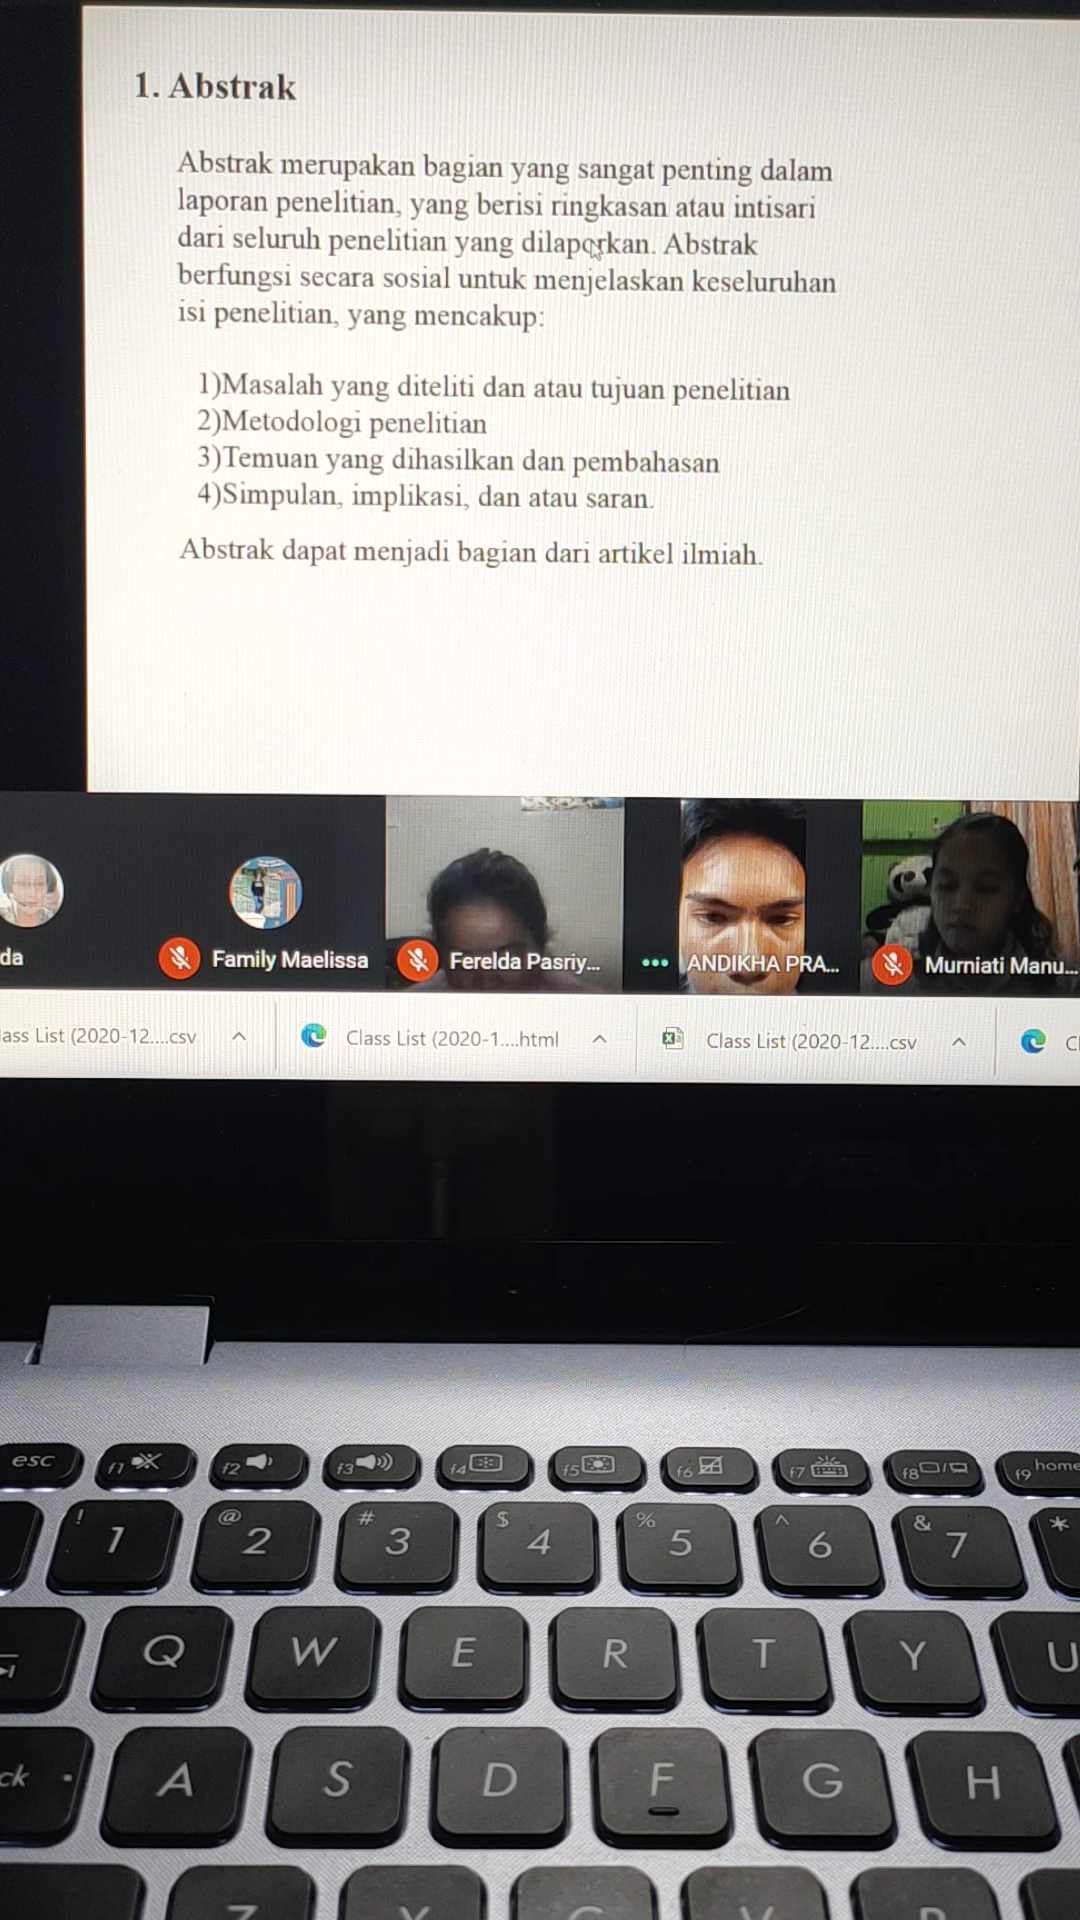 1. Abstrak
Abstrak merupakan bagian yang sangat penting dalam
laporan penelitian, yang berisi ringkasan atau intisari
dari seluruh penelitian yang dilaporkan. Abstrak
berfungsi secara sosial untuk menjelaskan keseluruhan
isi penelitian, yang mencakup:
1)Masalah yang diteliti dan atau tujuan penelitian
2)Metodologi penelitian
3)Temuan yang dihasilkan dan pembahasan
4)Simpulan, implikasi, dan atau saran.
Abstrak dapat menjadi bagian dari artikel ilmiah.
da
Family Maelissa
Ferelda Pasriy...
ANDIKHA PRA...
Murniati Manu...
ass List (2020-12....csv
Class List (2020-1....html
Class List (2020-12....csv
Cl
esc f1 f2 f3 f4 f5 f6 f7 f8 f9 home
! 1 @ 2 # 3 $ 4 % 5 ^ 6 & 7 *
Q W E R T Y U
ck A S D F G H